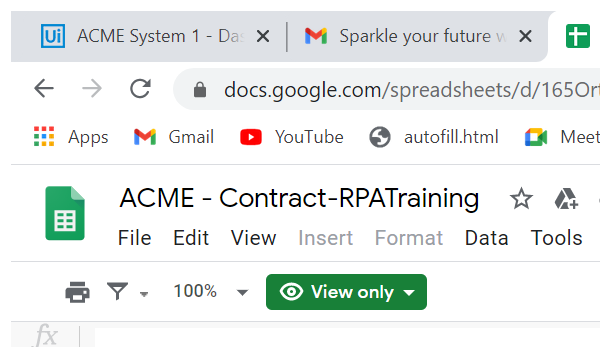 Ui ACME System 1 - Das Sparkle your future w
docs.google.com/spreadsheets/d/165Ort
Apps Gmail YouTube autofill.html Meet
ACME - Contract-RPATraining
File Edit View Insert Format Data Tools
100% View only
fx